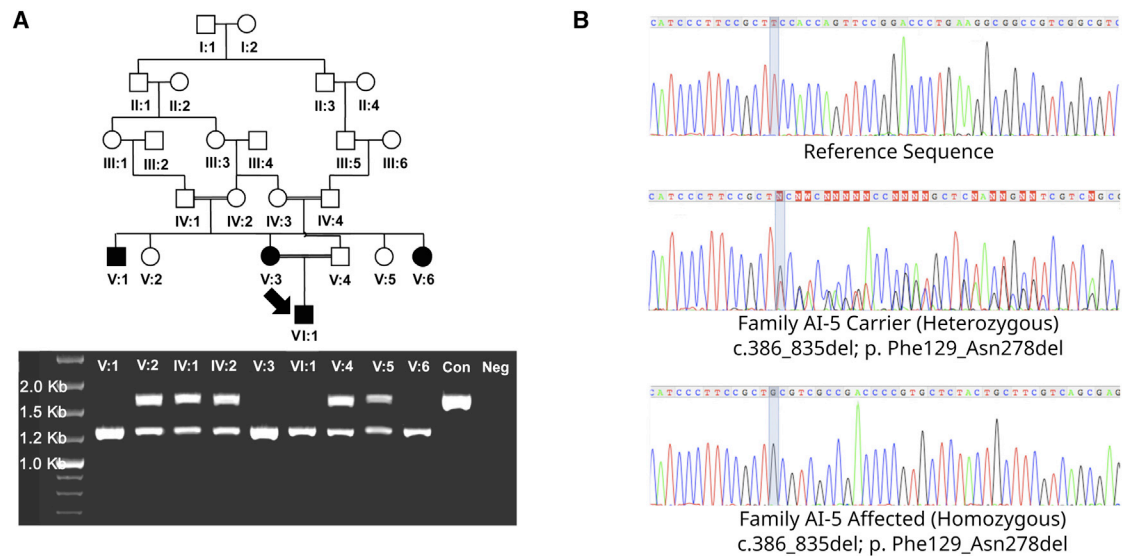 A
I:1
I:2
II:1
II:2
II:3
II:4
III:1
III:2
III:3
III:4
III:5
III:6
IV:1
IV:2
IV:3
IV:4
V:1
V:2
V:3
V:4
V:5
V:6
VI:1
V:1 V:2 IV:1 IV:2 V:3 VI:1 V:4 V:5 V:6 Con Neg
2.0 Kb
1.5 Kb
1.2 Kb
1.0 Kb
B
CATCCCTTCCGCTTCCACCAGTTCCGGACCCTGAAGGCGGCCGTCGGCGTC
Reference Sequence
CATCCCTTCCGCTNCNWCNNNNNCCNNNNGCTCNANNGNNTCGTCNGCG
Family AI-5 Carrier (Heterozygous)
c.386_835del; p. Phe129_Asn278del
CATCCCTTCCGCTGCGTCGCCGACCCCGTGCTCTACTGCTTCGTCAGCGAG
Family AI-5 Affected (Homozygous)
c.386_835del; p. Phe129_Asn278del